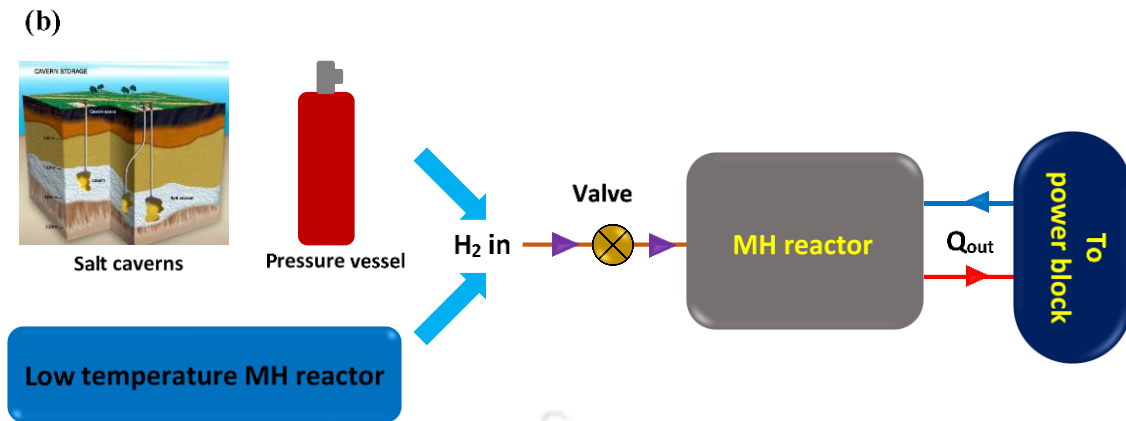 (b)
CAVERN STORAGE
Salt caverns
Pressure vessel
Low temperature MH reactor
H2 in
Valve
MH reactor
Qout
To
power block